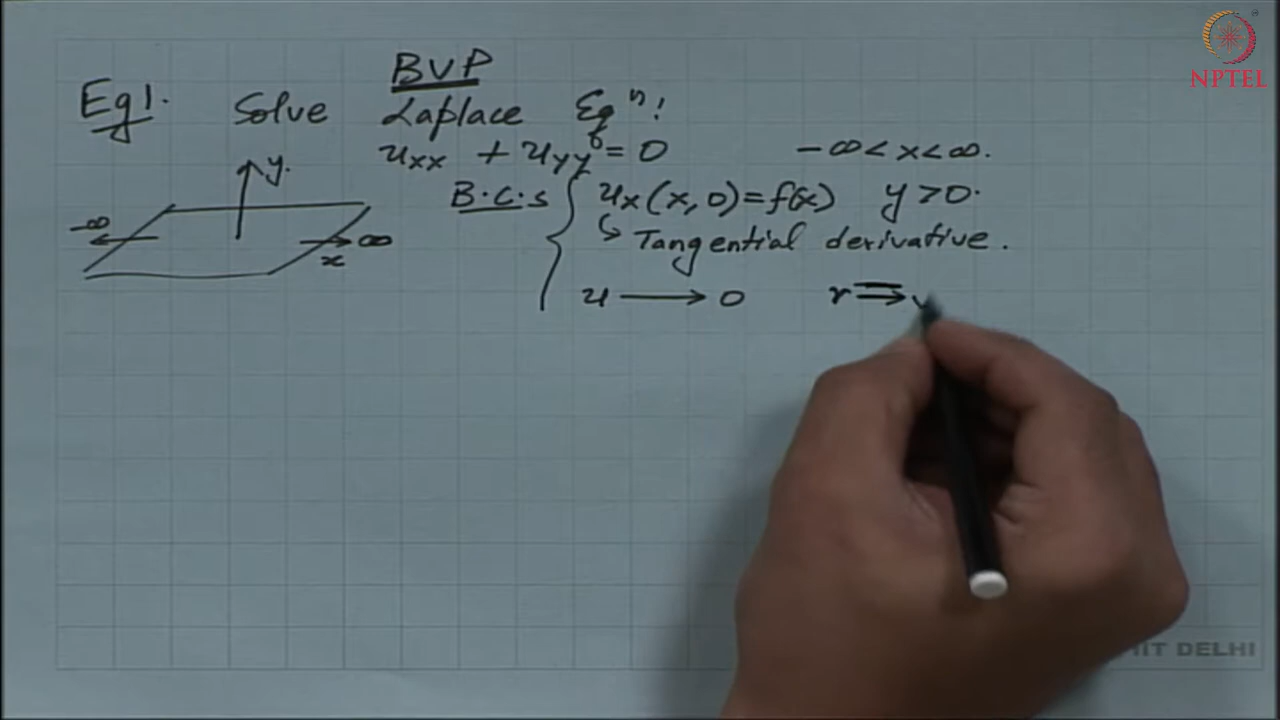 BVP
Eg1. Solve Laplace Eqⁿ:
uxx + uyy = 0 -∞ < x < ∞.
B.C.s { ux(x, 0) = f(x) y > 0.
↳ Tangential derivative.
u ⟶ 0 r ⟶
y.
-∞ ∞
x
NPTEL
IIT DELHI